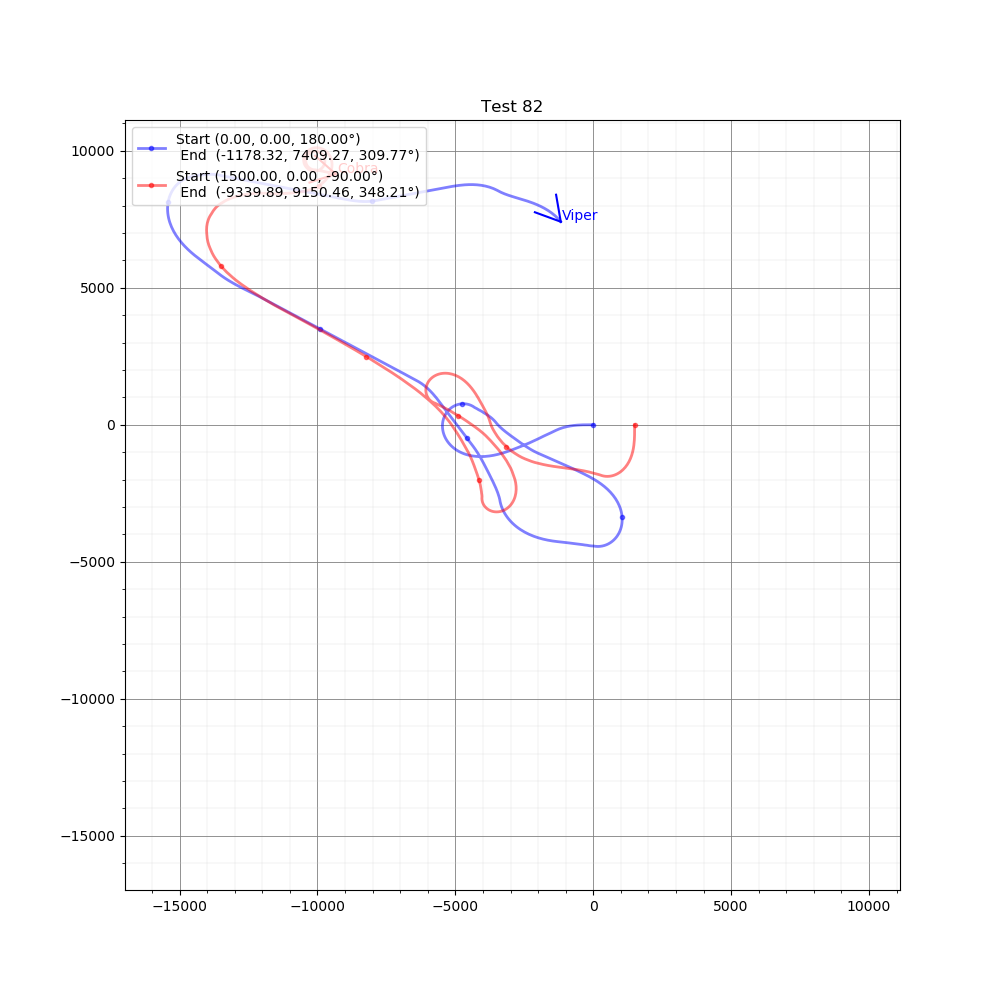 Test 82
Start (0.00, 0.00, 180.00°)
End (-1178.32, 7409.27, 309.77°)
Start (1500.00, 0.00, -90.00°)
End (-9339.89, 9150.46, 348.21°)
Cobra
Viper
10000
5000
0
−5000
−10000
−15000
−15000
−10000
−5000
0
5000
10000